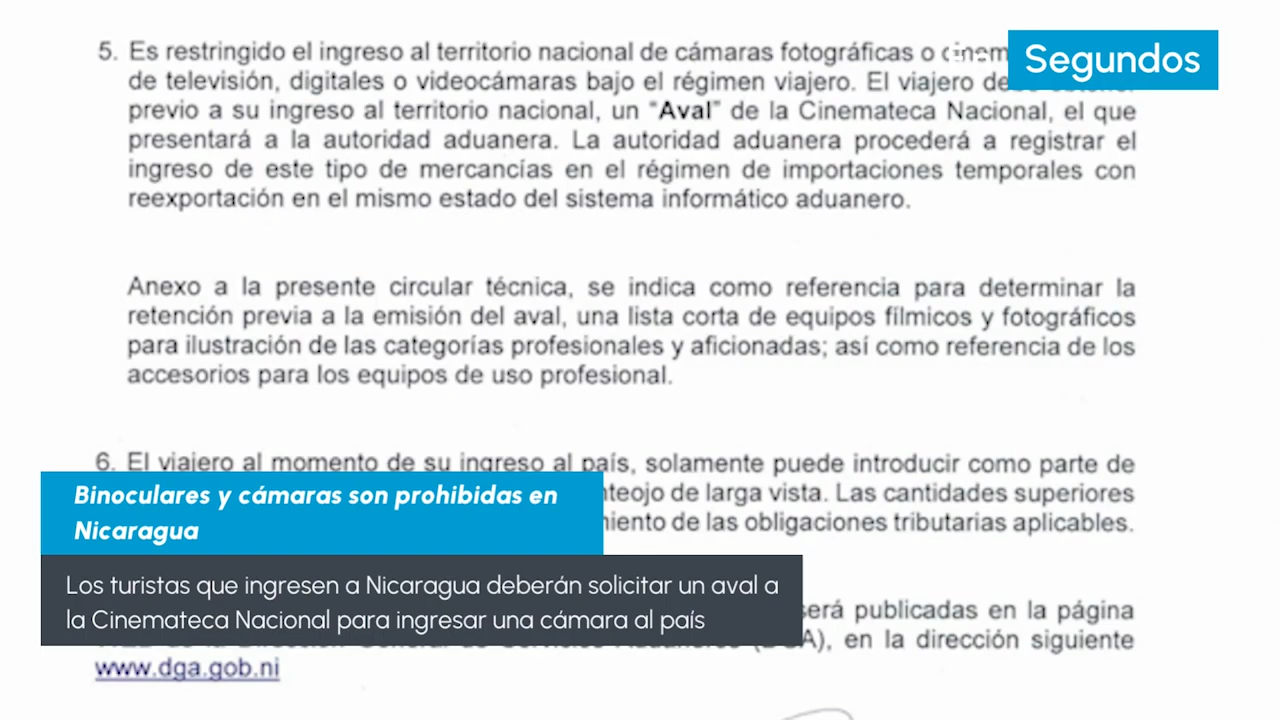 5. Es restringido el ingreso al territorio nacional de cámaras fotográficas o
Segundos
de televisión, digitales o videocámaras bajo el régimen viajero. El viajero
previo a su ingreso al territorio nacional, un “Aval” de la Cinemateca Nacional, el que
presentará a la autoridad aduanera. La autoridad aduanera procederá a registrar el
ingreso de este tipo de mercancías en el régimen de importaciones temporales con
reexportación en el mismo estado del sistema informático aduanero.
Anexo a la presente circular técnica, se indica como referencia para determinar la
retención previa a la emisión del aval, una lista corta de equipos fílmicos y fotográficos
para ilustración de las categorías profesionales y aficionadas; así como referencia de los
accesorios para los equipos de uso profesional.
6. El viajero al momento de su ingreso al país, solamente puede introducir como parte de
de larga vista. Las cantidades superiores
de las obligaciones tributarias aplicables.
Binoculares y cámaras son prohibidas en
Nicaragua
Los turistas que ingresen a Nicaragua deberán solicitar un aval a
la Cinemateca Nacional para ingresar una cámara al país
será publicadas en la página
en la dirección siguiente
www.dga.gob.ni